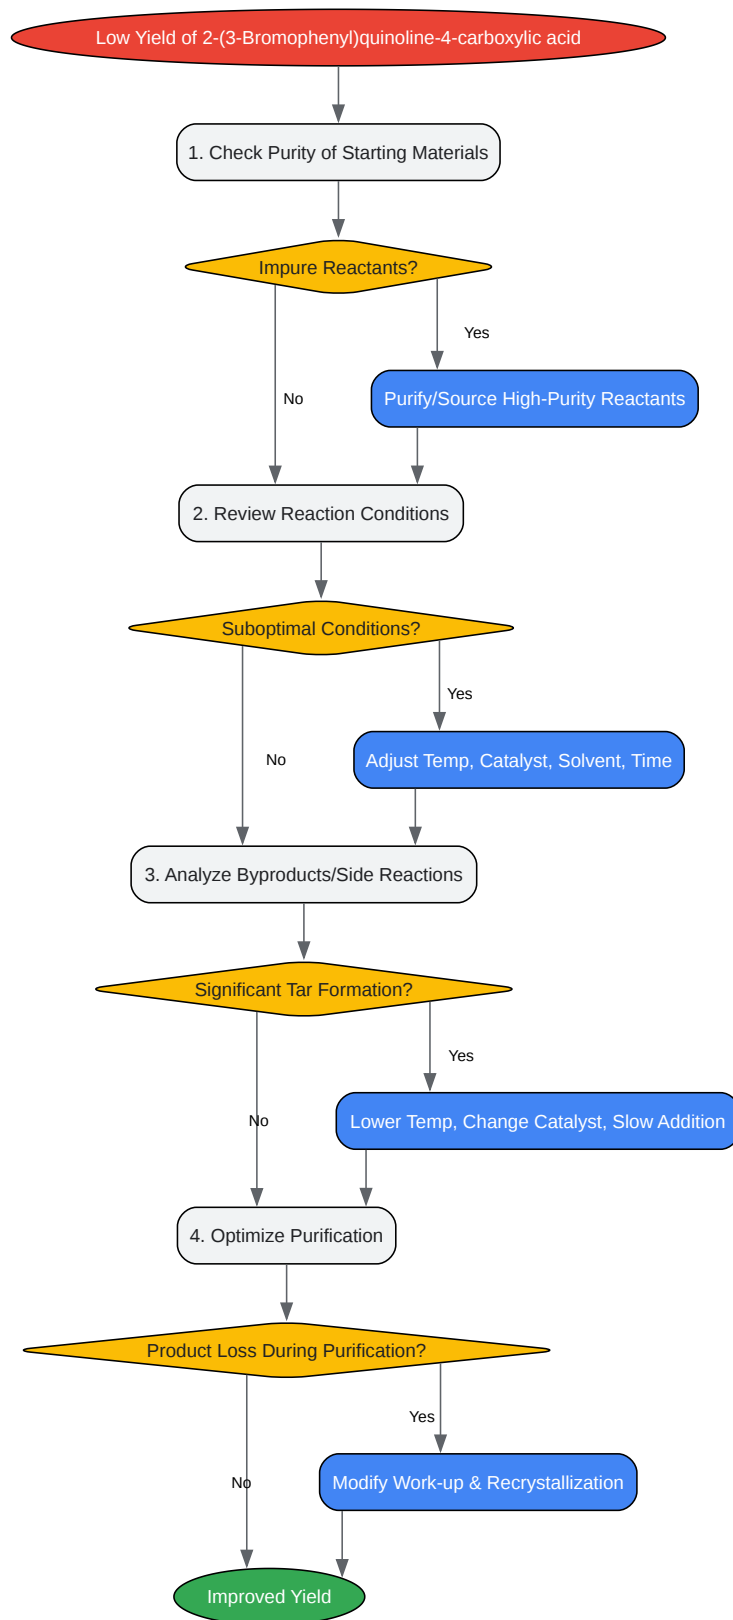 Low Yield of 2-(3-Bromophenyl)quinoline-4-carboxylic acid
1. Check Purity of Starting Materials
Impure Reactants?
Yes
No
Purify/Source High-Purity Reactants
2. Review Reaction Conditions
Suboptimal Conditions?
Yes
No
Adjust Temp, Catalyst, Solvent, Time
3. Analyze Byproducts/Side Reactions
Significant Tar Formation?
Yes
No
Lower Temp, Change Catalyst, Slow Addition
4. Optimize Purification
Product Loss During Purification?
Yes
No
Modify Work-up & Recrystallization
Improved Yield